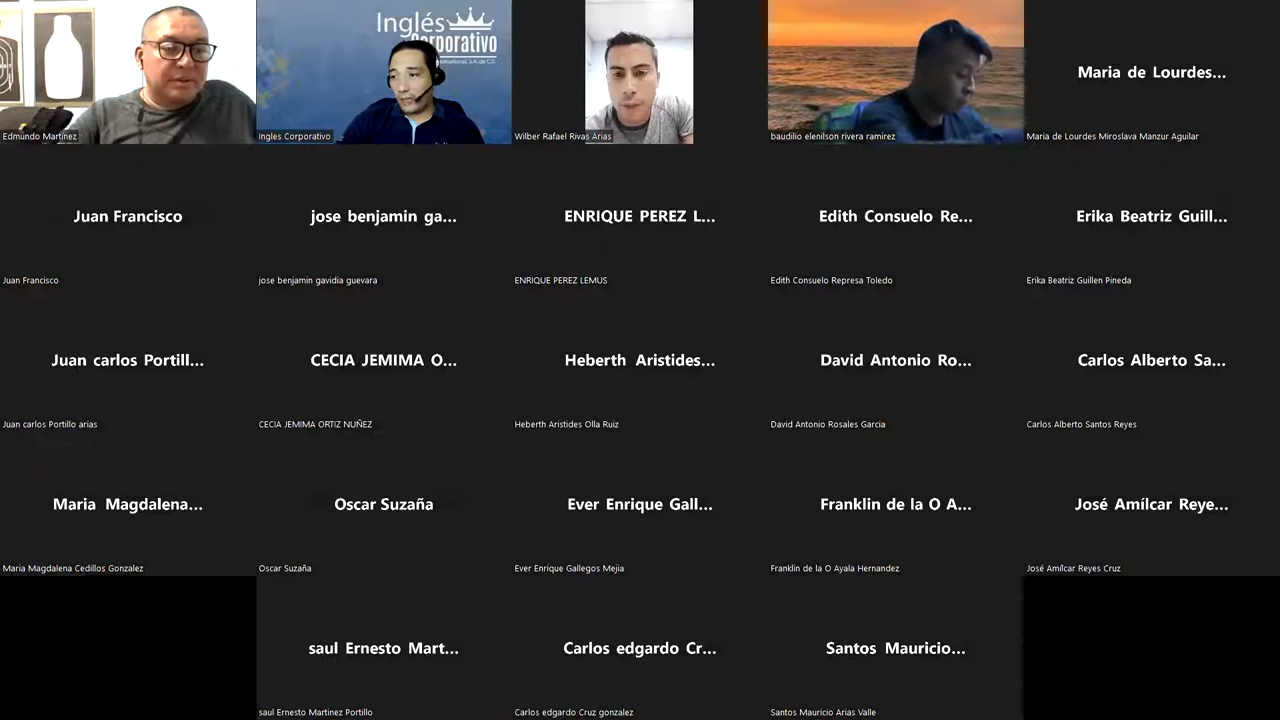 Inglés
Corporativo
International, S.A. de C.V.
Edmundo Martinez
Ingles Corporativo
Wilber Rafael Rivas Arias
baudilio elenilson rivera ramirez
Maria de Lourdes...
Maria de Lourdes Miroslava Manzur Aguilar
Juan Francisco
jose benjamin ga...
ENRIQUE PEREZ L...
Edith Consuelo Re...
Erika Beatriz Guill...
Juan Francisco
jose benjamin gavidia guevara
ENRIQUE PEREZ LEMUS
Edith Consuelo Represa Toledo
Erika Beatriz Guillen Pineda
Juan carlos Portill...
CECIA JEMIMA O...
Heberth Aristides...
David Antonio Ro...
Carlos Alberto Sa...
Juan carlos Portillo arias
CECIA JEMIMA ORTIZ NUÑEZ
Heberth Aristides Olla Ruiz
David Antonio Rosales Garcia
Carlos Alberto Santos Reyes
Maria Magdalena...
Oscar Suzaña
Ever Enrique Gall...
Franklin de la O A...
José Amílcar Reye...
Maria Magdalena Cedillos Gonzalez
Oscar Suzaña
Ever Enrique Gallegos Mejia
Franklin de la O Ayala Hernandez
José Amílcar Reyes Cruz
saul Ernesto Mart...
Carlos edgardo Cr...
Santos Mauricio...
saul Ernesto Martinez Portillo
Carlos edgardo Cruz gonzalez
Santos Mauricio Arias Valle